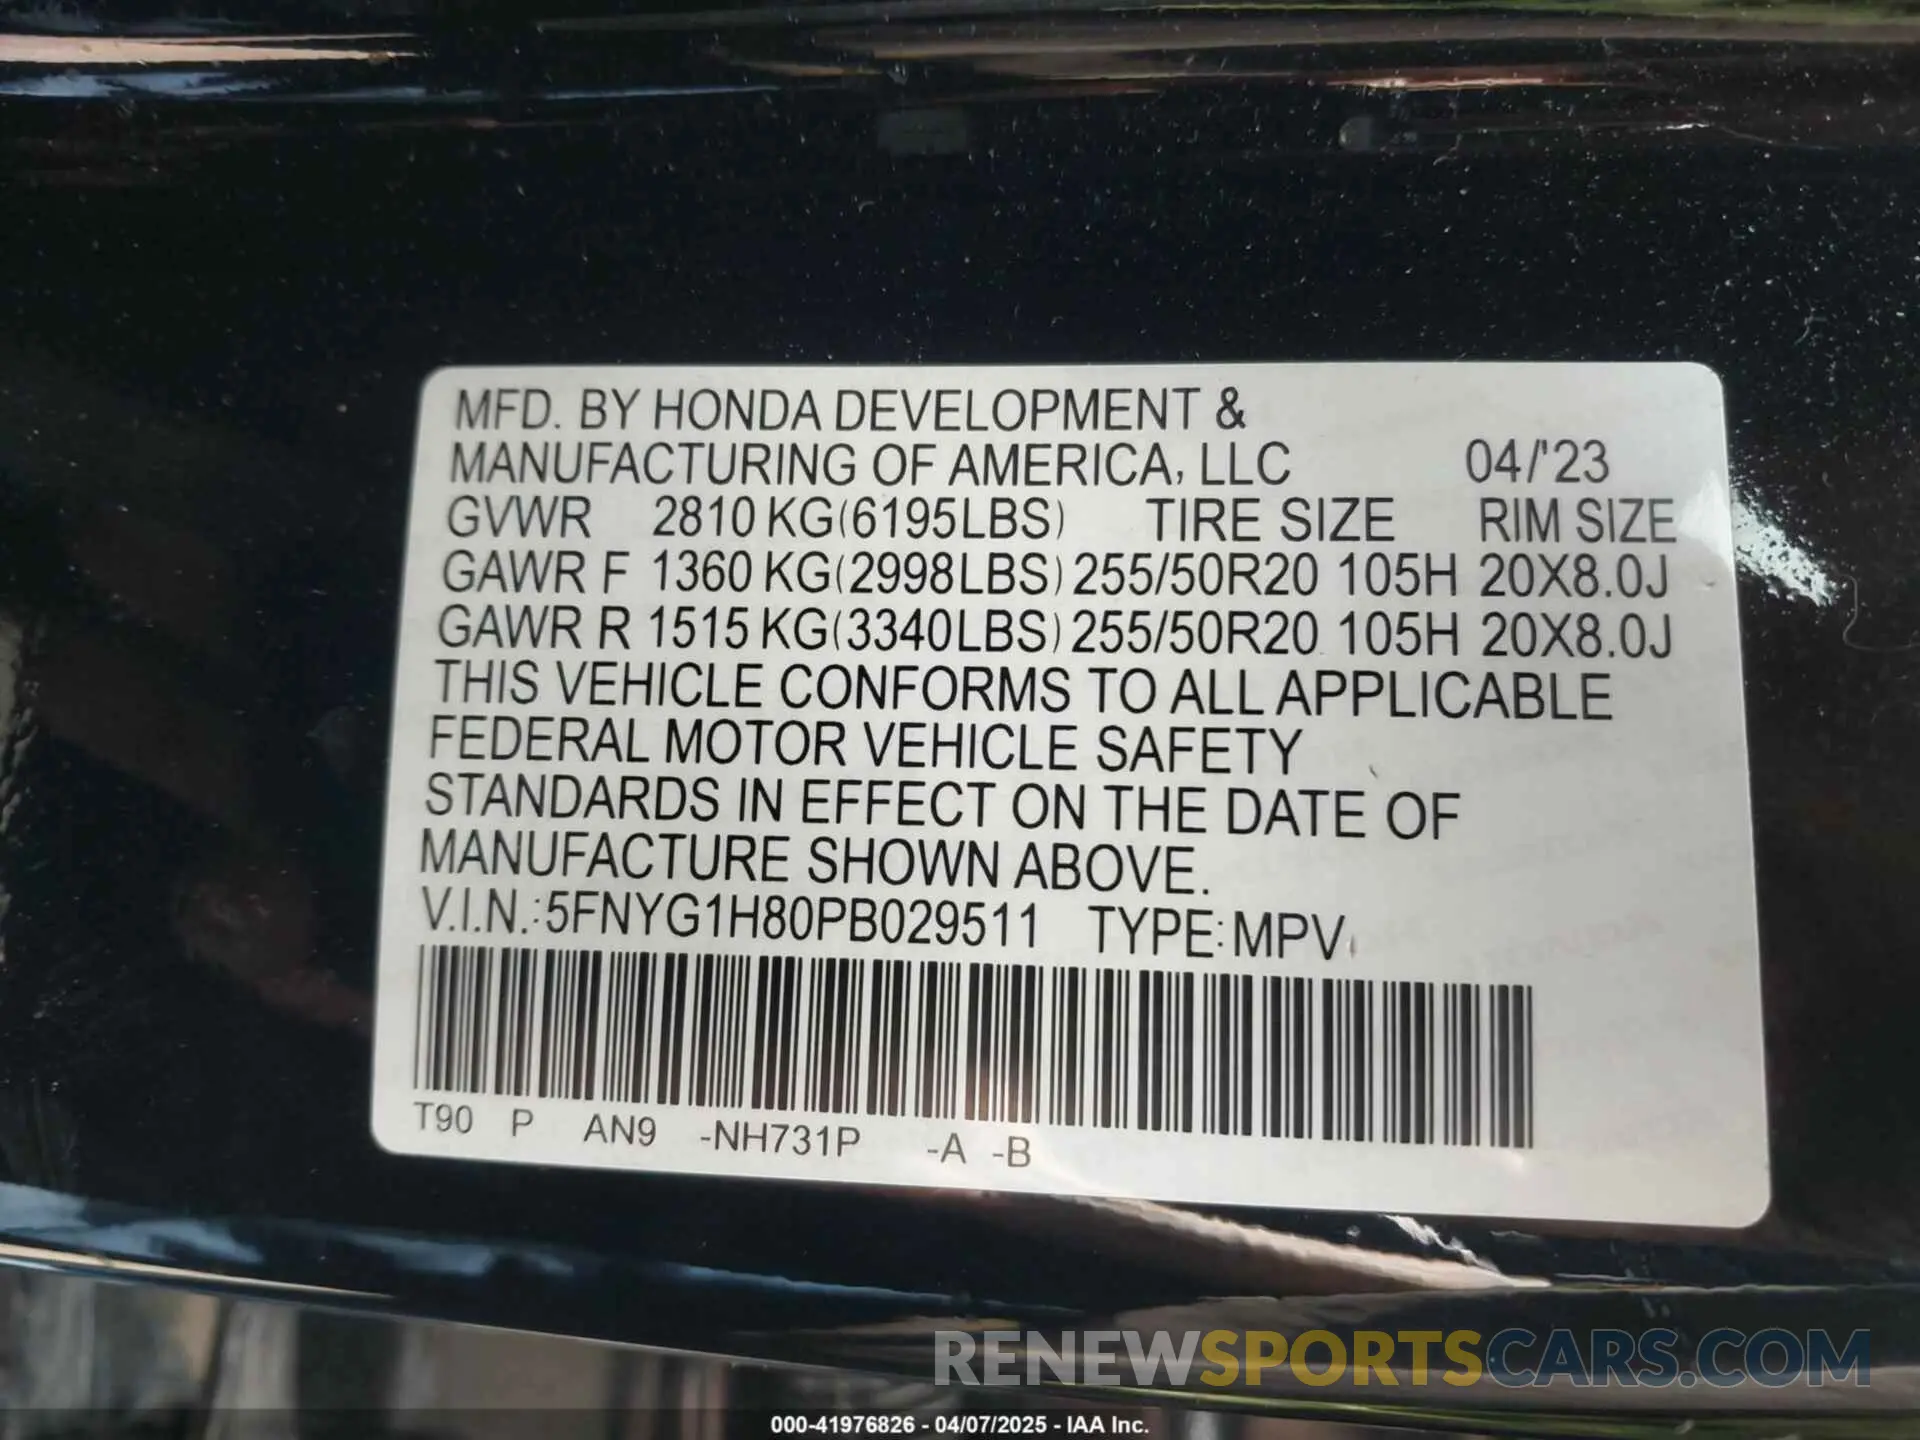 MFD. BY HONDA DEVELOPMENT &
MANUFACTURING OF AMERICA, LLC 04/'23
GVWR 2810 KG(6195LBS) TIRE SIZE RIM SIZE
GAWR F 1360 KG(2998LBS) 255/50R20 105H 20X8.0J
GAWR R 1515 KG(3340LBS) 255/50R20 105H 20X8.0J
THIS VEHICLE CONFORMS TO ALL APPLICABLE
FEDERAL MOTOR VEHICLE SAFETY
STANDARDS IN EFFECT ON THE DATE OF
MANUFACTURE SHOWN ABOVE.
V.I.N.:5FNYG1H80PB029511 TYPE:MPV
T90 P AN9 -NH731P -A -B
RENEWSPORTSCARS.COM
000-41976826 - 04/07/2025 - IAA Inc.